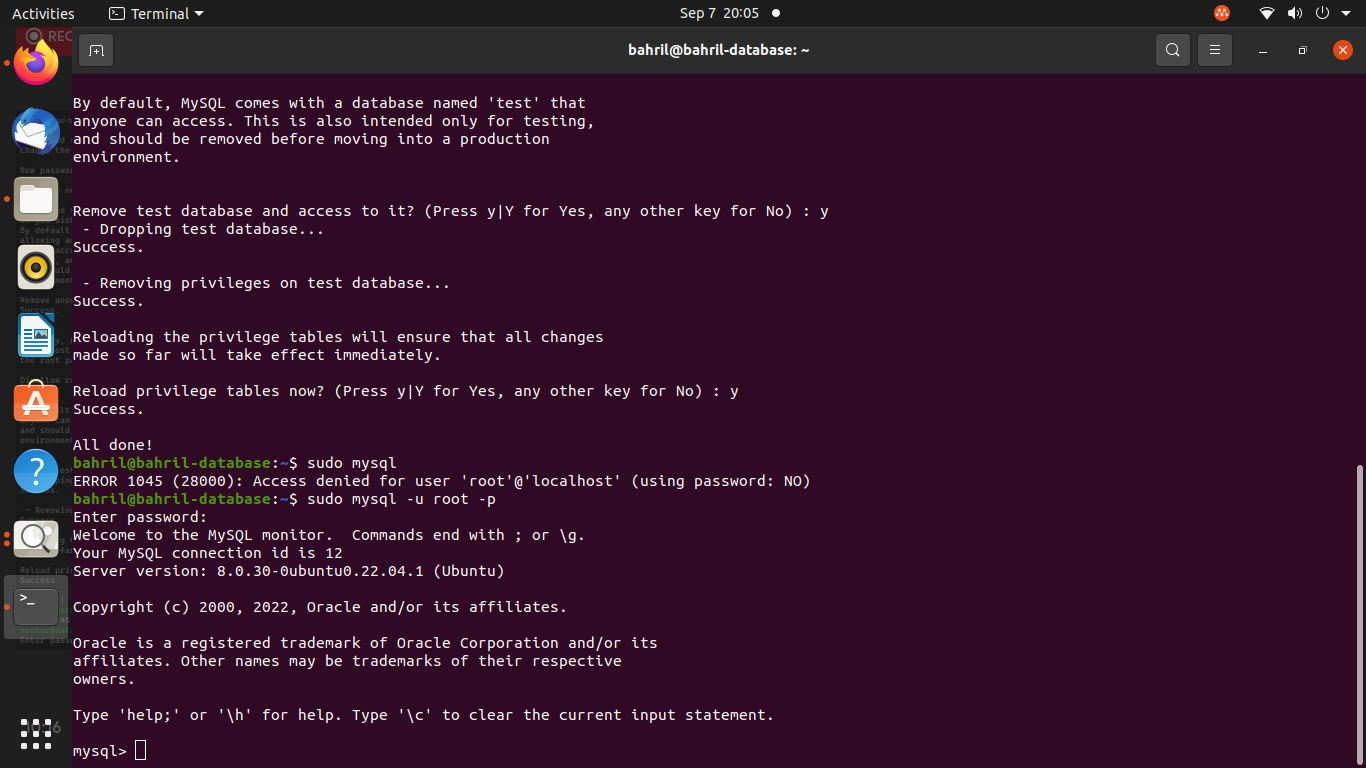 Activities
Terminal
Sep 7 20:05
REC
bahril@bahril-database: ~
By default, MySQL comes with a database named 'test' that
anyone can access. This is also intended only for testing,
and should be removed before moving into a production
environment.
Remove test database and access to it? (Press y|Y for Yes, any other key for No) : y
- Dropping test database...
Success.
- Removing privileges on test database...
Success.
Reloading the privilege tables will ensure that all changes
made so far will take effect immediately.
Reload privilege tables now? (Press y|Y for Yes, any other key for No) : y
Success.
All done!
bahril@bahril-database:~$ sudo mysql
ERROR 1045 (28000): Access denied for user 'root'@'localhost' (using password: NO)
bahril@bahril-database:~$ sudo mysql -u root -p
Enter password:
Welcome to the MySQL monitor.  Commands end with ; or \g.
Your MySQL connection id is 12
Server version: 8.0.30-0ubuntu0.22.04.1 (Ubuntu)
Copyright (c) 2000, 2022, Oracle and/or its affiliates.
Oracle is a registered trademark of Oracle Corporation and/or its
affiliates. Other names may be trademarks of their respective
owners.
Type 'help;' or '\h' for help. Type '\c' to clear the current input statement.
mysql>